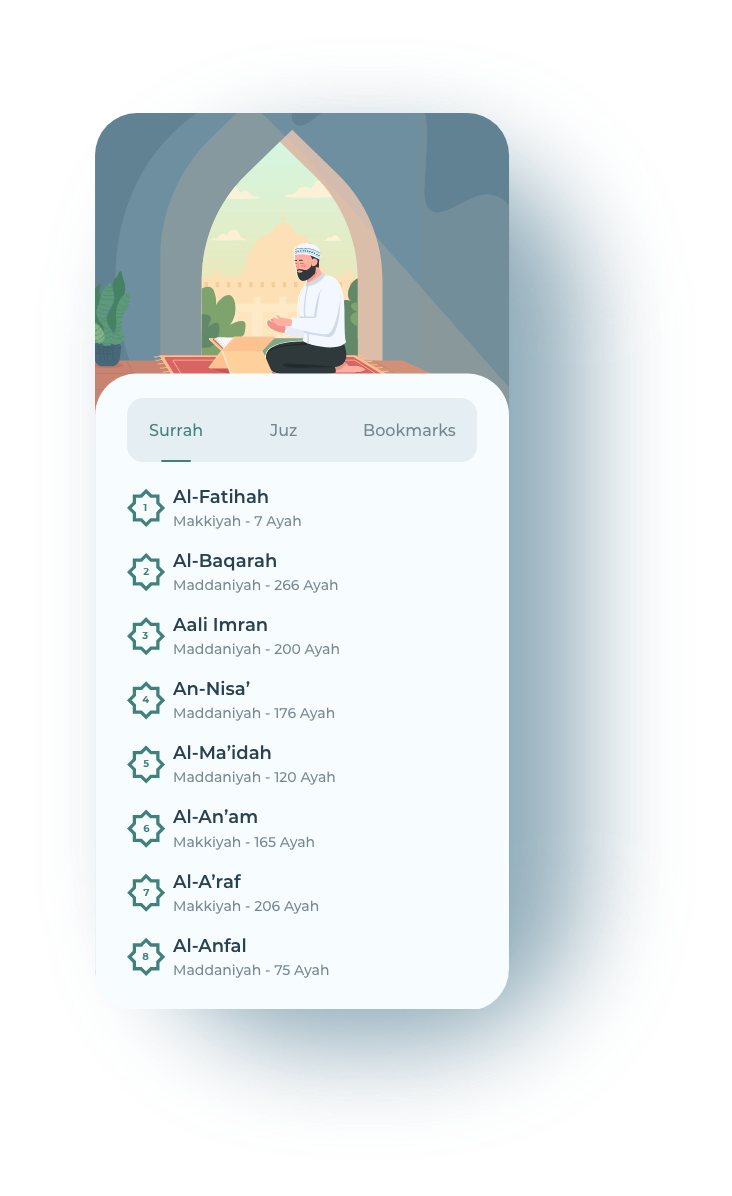 Surrah Juz Bookmarks
1 Al-Fatihah
Makkiyah - 7 Ayah
2 Al-Baqarah
Maddaniyah - 266 Ayah
3 Aali Imran
Maddaniyah - 200 Ayah
4 An-Nisa’
Maddaniyah - 176 Ayah
5 Al-Ma’idah
Maddaniyah - 120 Ayah
6 Al-An’am
Makkiyah - 165 Ayah
7 Al-A’raf
Makkiyah - 206 Ayah
8 Al-Anfal
Maddaniyah - 75 Ayah